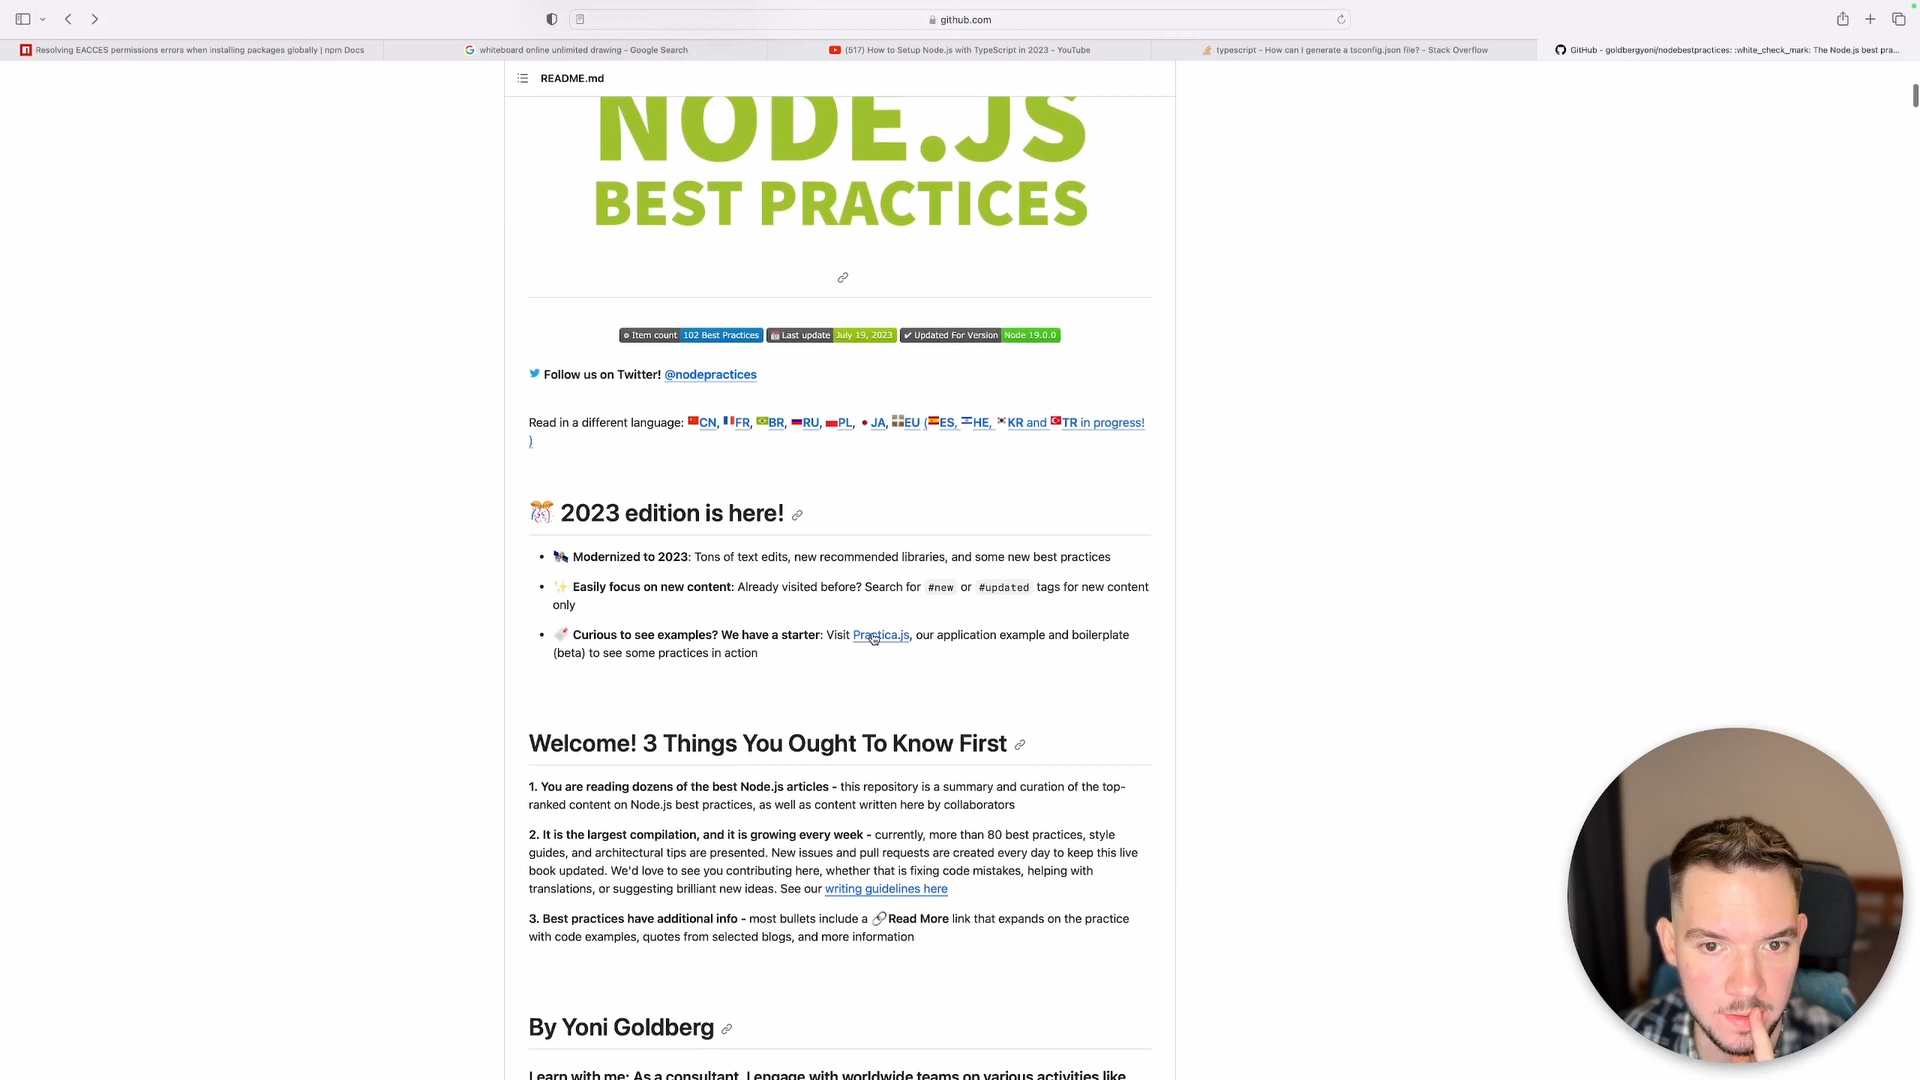 github.com
Resolving EACCES permissions errors when installing packages globally | npm Docs
whiteboard online unlimited drawing - Google Search
(517) How to Setup Node.js with TypeScript in 2023 - YouTube
typescript - How can I generate a tsconfig.json file? - Stack Overflow
GitHub - goldbergyoni/nodebestpractices: :white_check_mark: The Node.js best pra...
README.md
NODE.JS
BEST PRACTICES
Item count 102 Best Practices Last update July 19, 2023 ✔ Updated For Version Node 19.0.0
Follow us on Twitter! @nodepractices
Read in a different language: CN, FR, BR, RU, PL, JA, EU (ES, HE, KR and TR in progress!
)
2023 edition is here!
• Modernized to 2023: Tons of text edits, new recommended libraries, and some new best practices
• Easily focus on new content: Already visited before? Search for #new or #updated tags for new content
only
• Curious to see examples? We have a starter: Visit Practica.js, our application example and boilerplate
(beta) to see some practices in action
Welcome! 3 Things You Ought To Know First
1. You are reading dozens of the best Node.js articles - this repository is a summary and curation of the top-
ranked content on Node.js best practices, as well as content written here by collaborators
2. It is the largest compilation, and it is growing every week - currently, more than 80 best practices, style
guides, and architectural tips are presented. New issues and pull requests are created every day to keep this live
book updated. We'd love to see you contributing here, whether that is fixing code mistakes, helping with
translations, or suggesting brilliant new ideas. See our writing guidelines here
3. Best practices have additional info - most bullets include a 🔗Read More link that expands on the practice
with code examples, quotes from selected blogs, and more information
By Yoni Goldberg
Learn with me: As a consultant, I engage with worldwide teams on various activities like